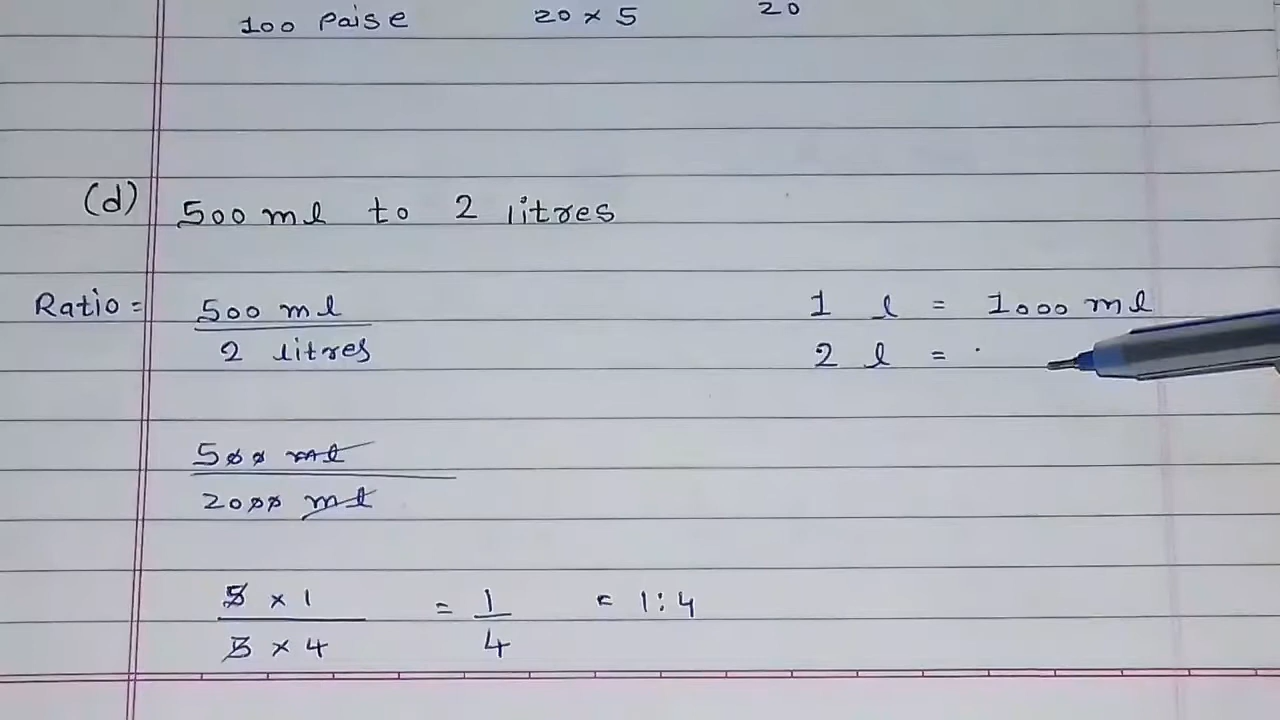 100 Paise 20 × 5 20
(d) 500 ml to 2 litres
Ratio = 500 ml 1 l = 1000 ml
2 litres 2 l =
500 ml
2000 ml
5 × 1 = 1 = 1:4
5 × 4 4